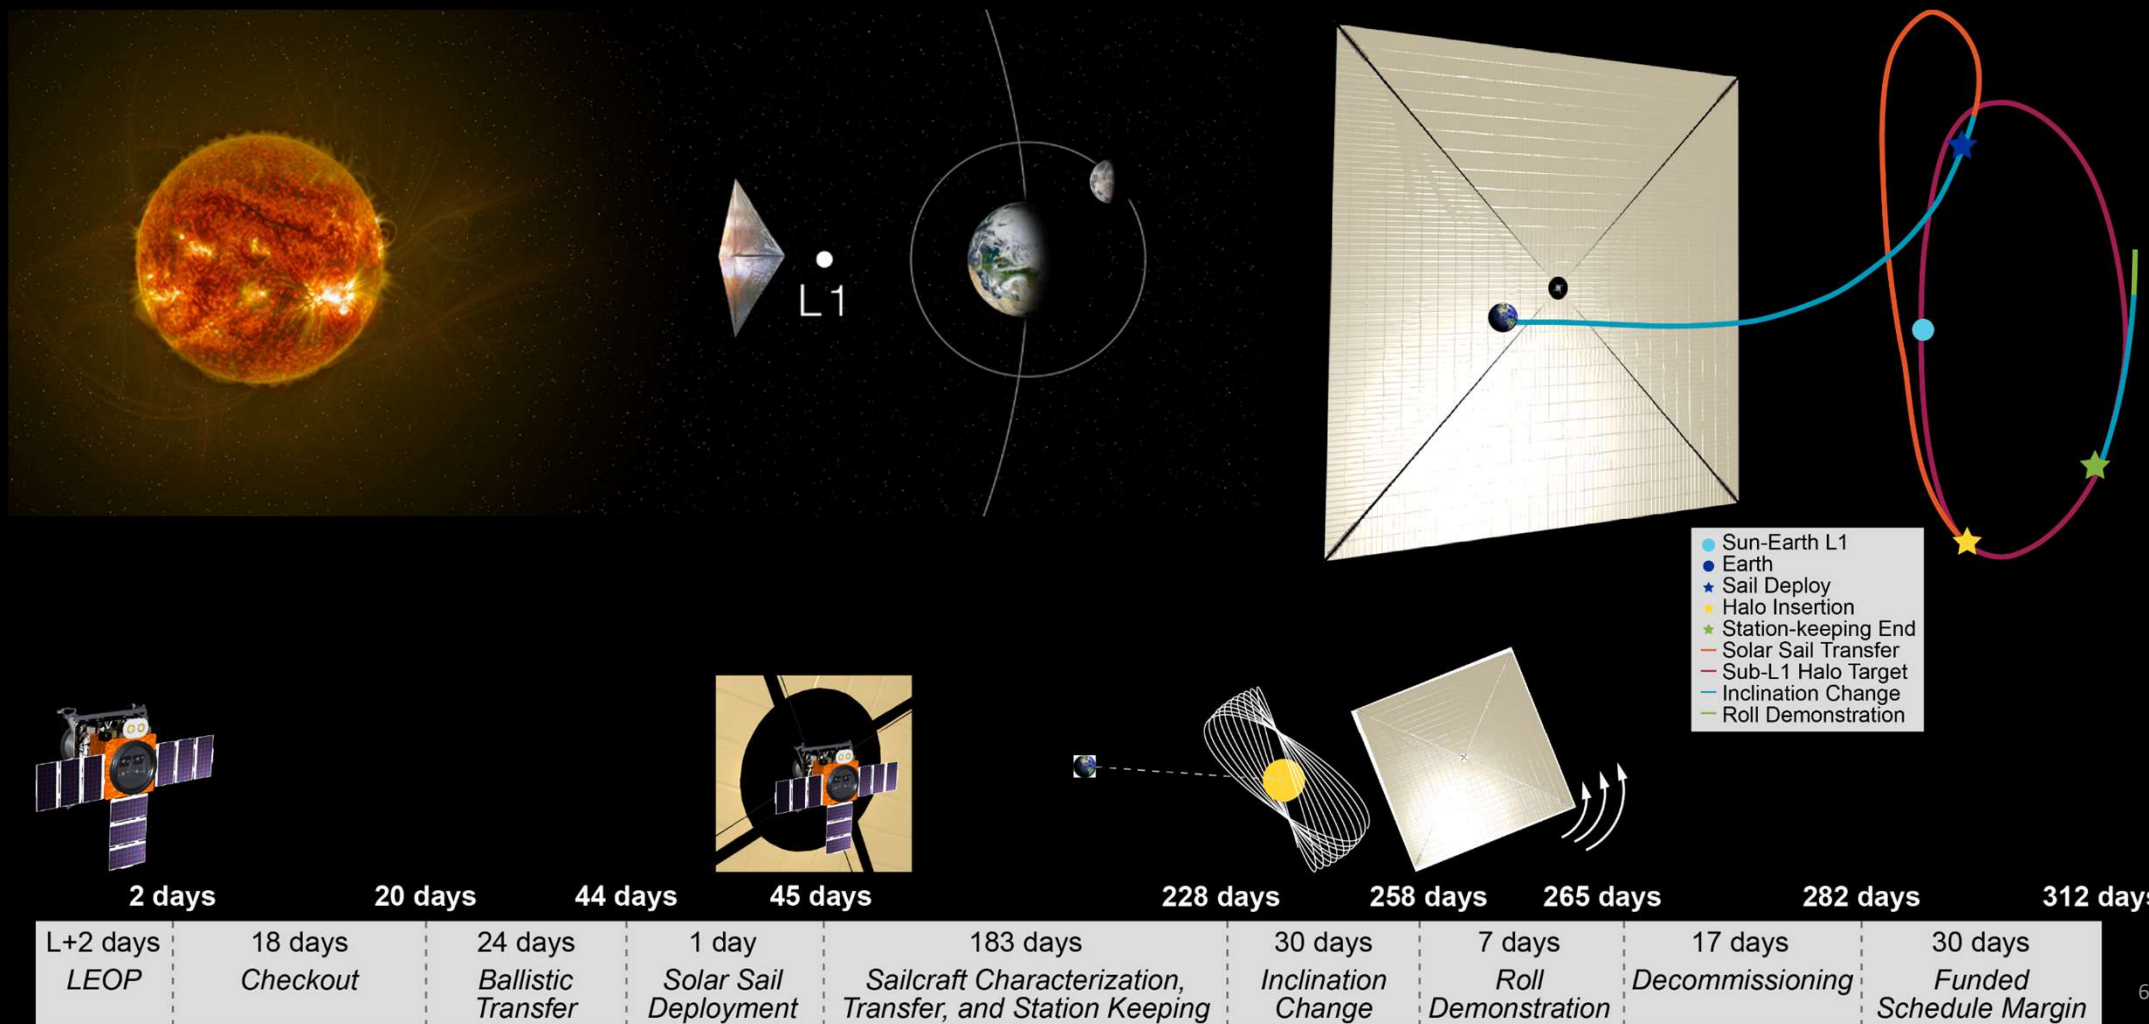 L1
Sun-Earth L1
Earth
Sail Deploy
Halo Insertion
Station-keeping End
Solar Sail Transfer
Sub-L1 Halo Target
Inclination Change
Roll Demonstration
2 days 20 days 44 days 45 days 228 days 258 days 265 days 282 days 312 days
L+2 days
LEOP
18 days
Checkout
24 days
Ballistic
Transfer
1 day
Solar Sail
Deployment
183 days
Sailcraft Characterization,
Transfer, and Station Keeping
30 days
Inclination
Change
7 days
Roll
Demonstration
17 days
Decommissioning
30 days
Funded
Schedule Margin
6